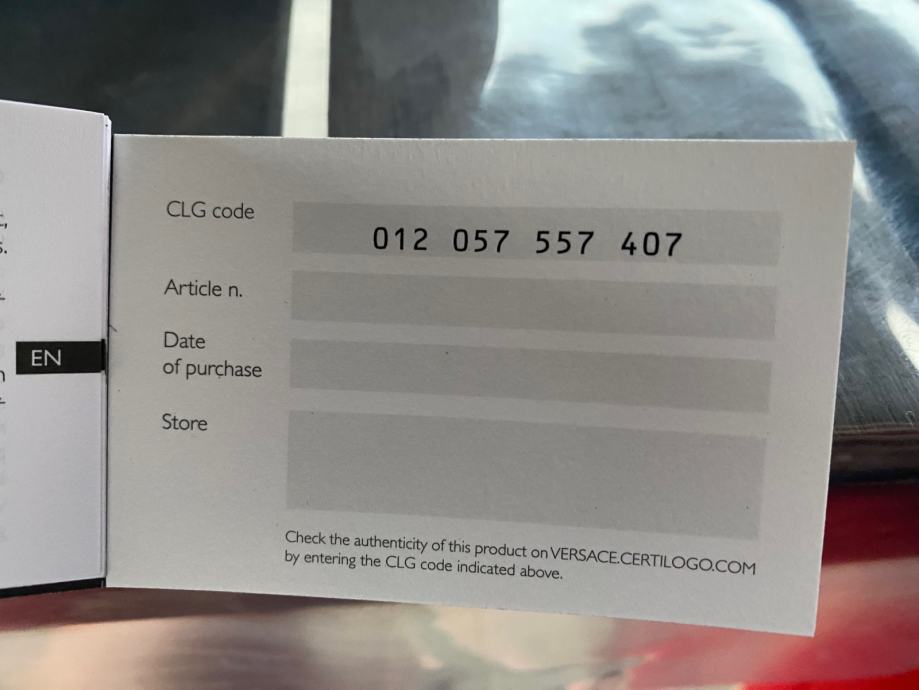 CLG code
012 057 557 407
Article n.
Date
of purchase
Store
EN
Check the authenticity of this product on VERSACE.CERTILOGO.COM
by entering the CLG code indicated above.